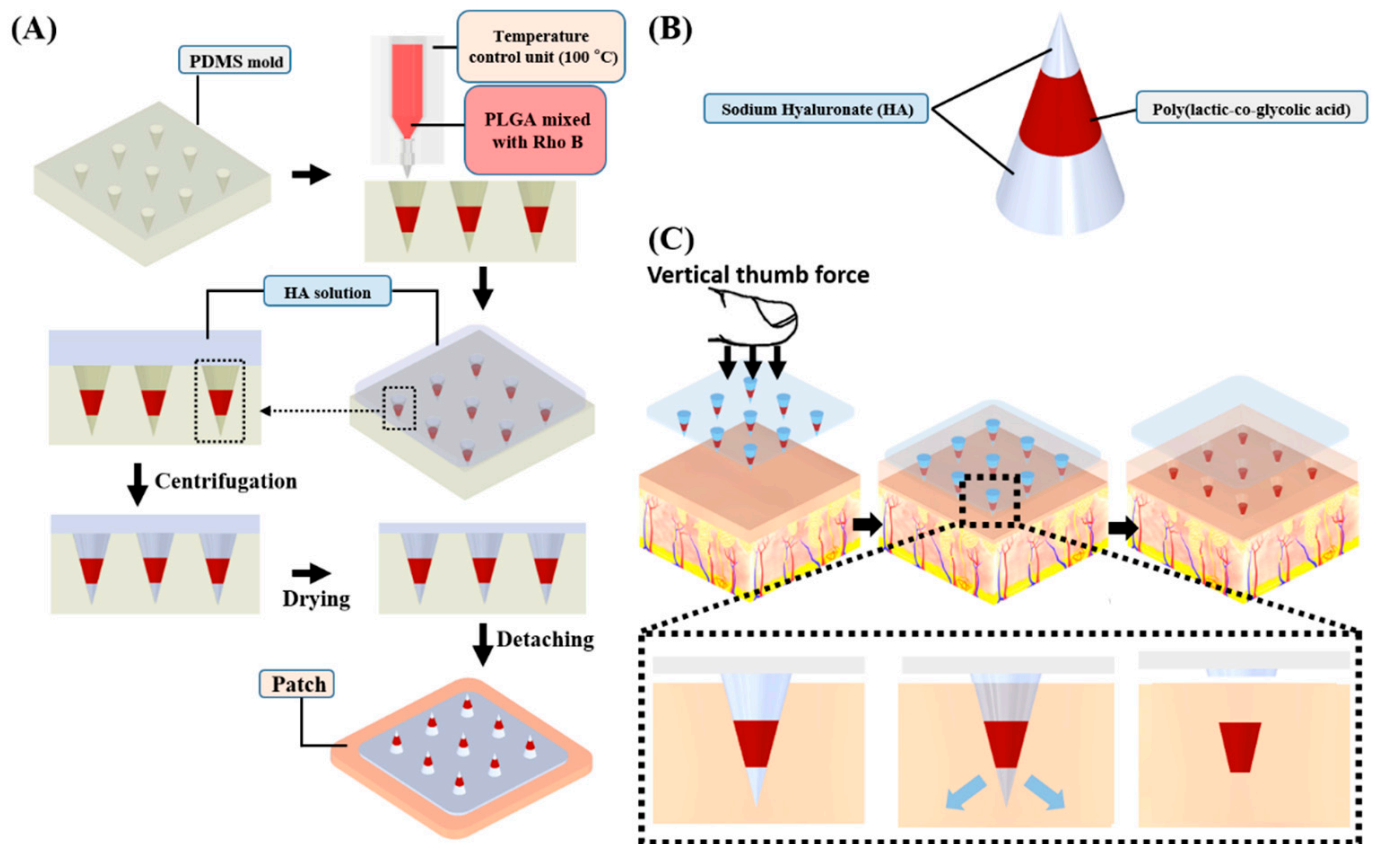 (A)
PDMS mold
Temperature
control unit (100 °C)
PLGA mixed
with Rho B
HA solution
Centrifugation
Drying
Detaching
Patch
(B)
Sodium Hyaluronate (HA)
Poly(lactic-co-glycolic acid)
(C)
Vertical thumb force